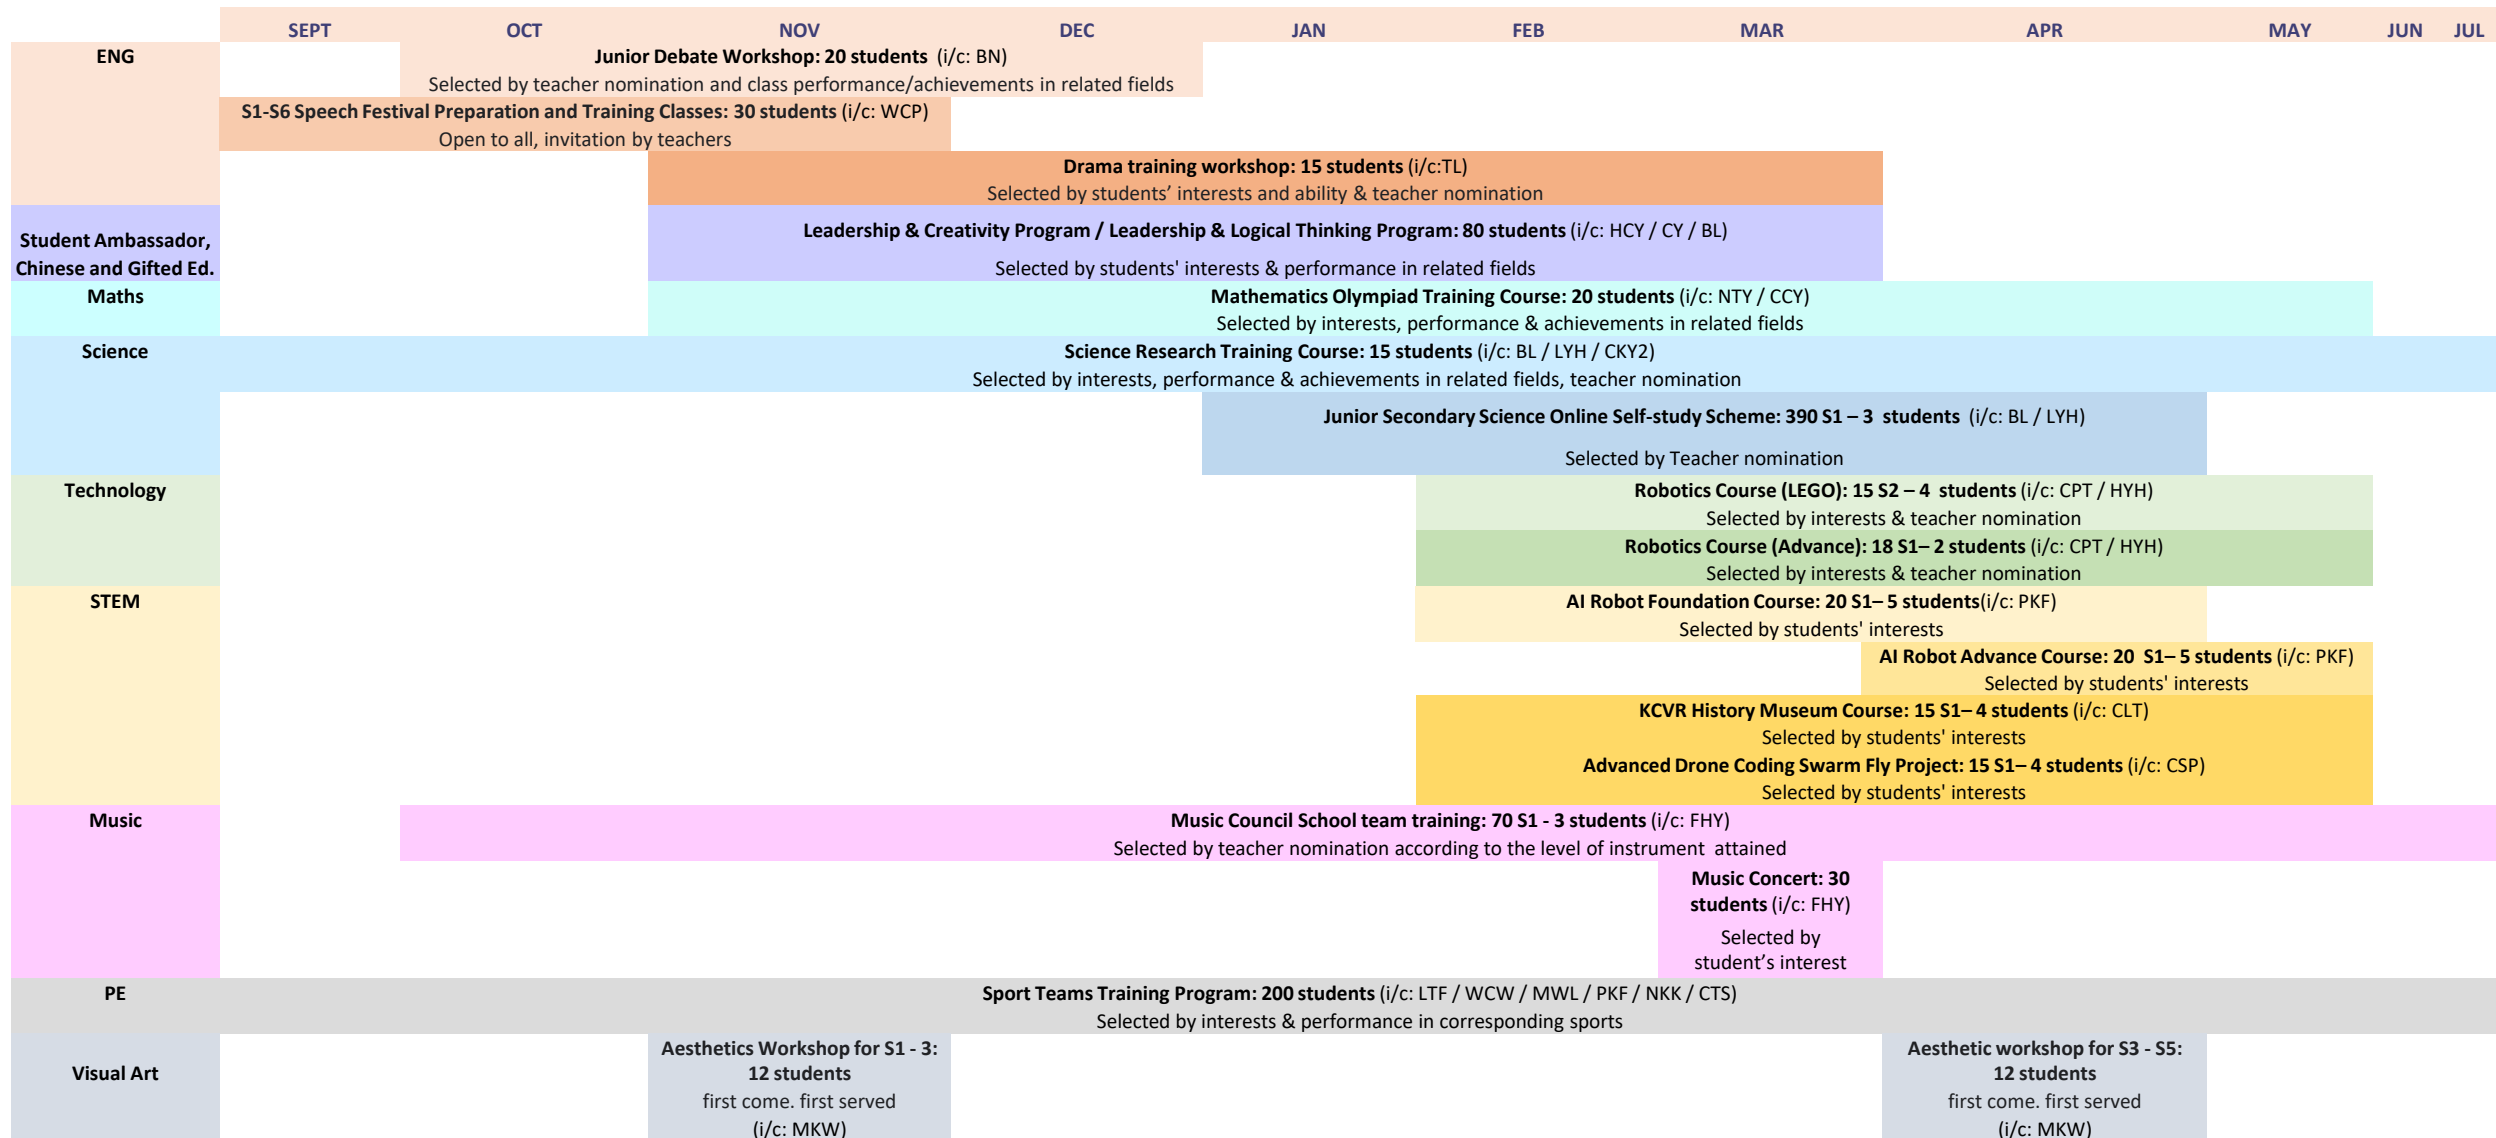 SEPT OCT NOV DEC JAN FEB MAR APR MAY JUN JUL
ENG
Junior Debate Workshop: 20 students (i/c: BN)
Selected by teacher nomination and class performance/achievements in related fields
S1-S6 Speech Festival Preparation and Training Classes: 30 students (i/c: WCP)
Open to all, invitation by teachers
Drama training workshop: 15 students (i/c:TL)
Selected by students’ interests and ability & teacher nomination
Student Ambassador,
Chinese and Gifted Ed.
Leadership & Creativity Program / Leadership & Logical Thinking Program: 80 students (i/c: HCY / CY / BL)
Selected by students' interests & performance in related fields
Maths
Mathematics Olympiad Training Course: 20 students (i/c: NTY / CCY)
Selected by interests, performance & achievements in related fields
Science
Science Research Training Course: 15 students (i/c: BL / LYH / CKY2)
Selected by interests, performance & achievements in related fields, teacher nomination
Junior Secondary Science Online Self-study Scheme: 390 S1 – 3 students (i/c: BL / LYH)
Selected by Teacher nomination
Technology
Robotics Course (LEGO): 15 S2 – 4 students (i/c: CPT / HYH)
Selected by interests & teacher nomination
Robotics Course (Advance): 18 S1– 2 students (i/c: CPT / HYH)
Selected by interests & teacher nomination
STEM
AI Robot Foundation Course: 20 S1– 5 students(i/c: PKF)
Selected by students' interests
AI Robot Advance Course: 20 S1– 5 students (i/c: PKF)
Selected by students' interests
KCVR History Museum Course: 15 S1– 4 students (i/c: CLT)
Selected by students' interests
Advanced Drone Coding Swarm Fly Project: 15 S1– 4 students (i/c: CSP)
Selected by students' interests
Music
Music Council School team training: 70 S1 - 3 students (i/c: FHY)
Selected by teacher nomination according to the level of instrument attained
Music Concert: 30
students (i/c: FHY)
Selected by
student’s interest
PE
Sport Teams Training Program: 200 students (i/c: LTF / WCW / MWL / PKF / NKK / CTS)
Selected by interests & performance in corresponding sports
Visual Art
Aesthetics Workshop for S1 - 3:
12 students
first come. first served
(i/c: MKW)
Aesthetic workshop for S3 - S5:
12 students
first come. first served
(i/c: MKW)